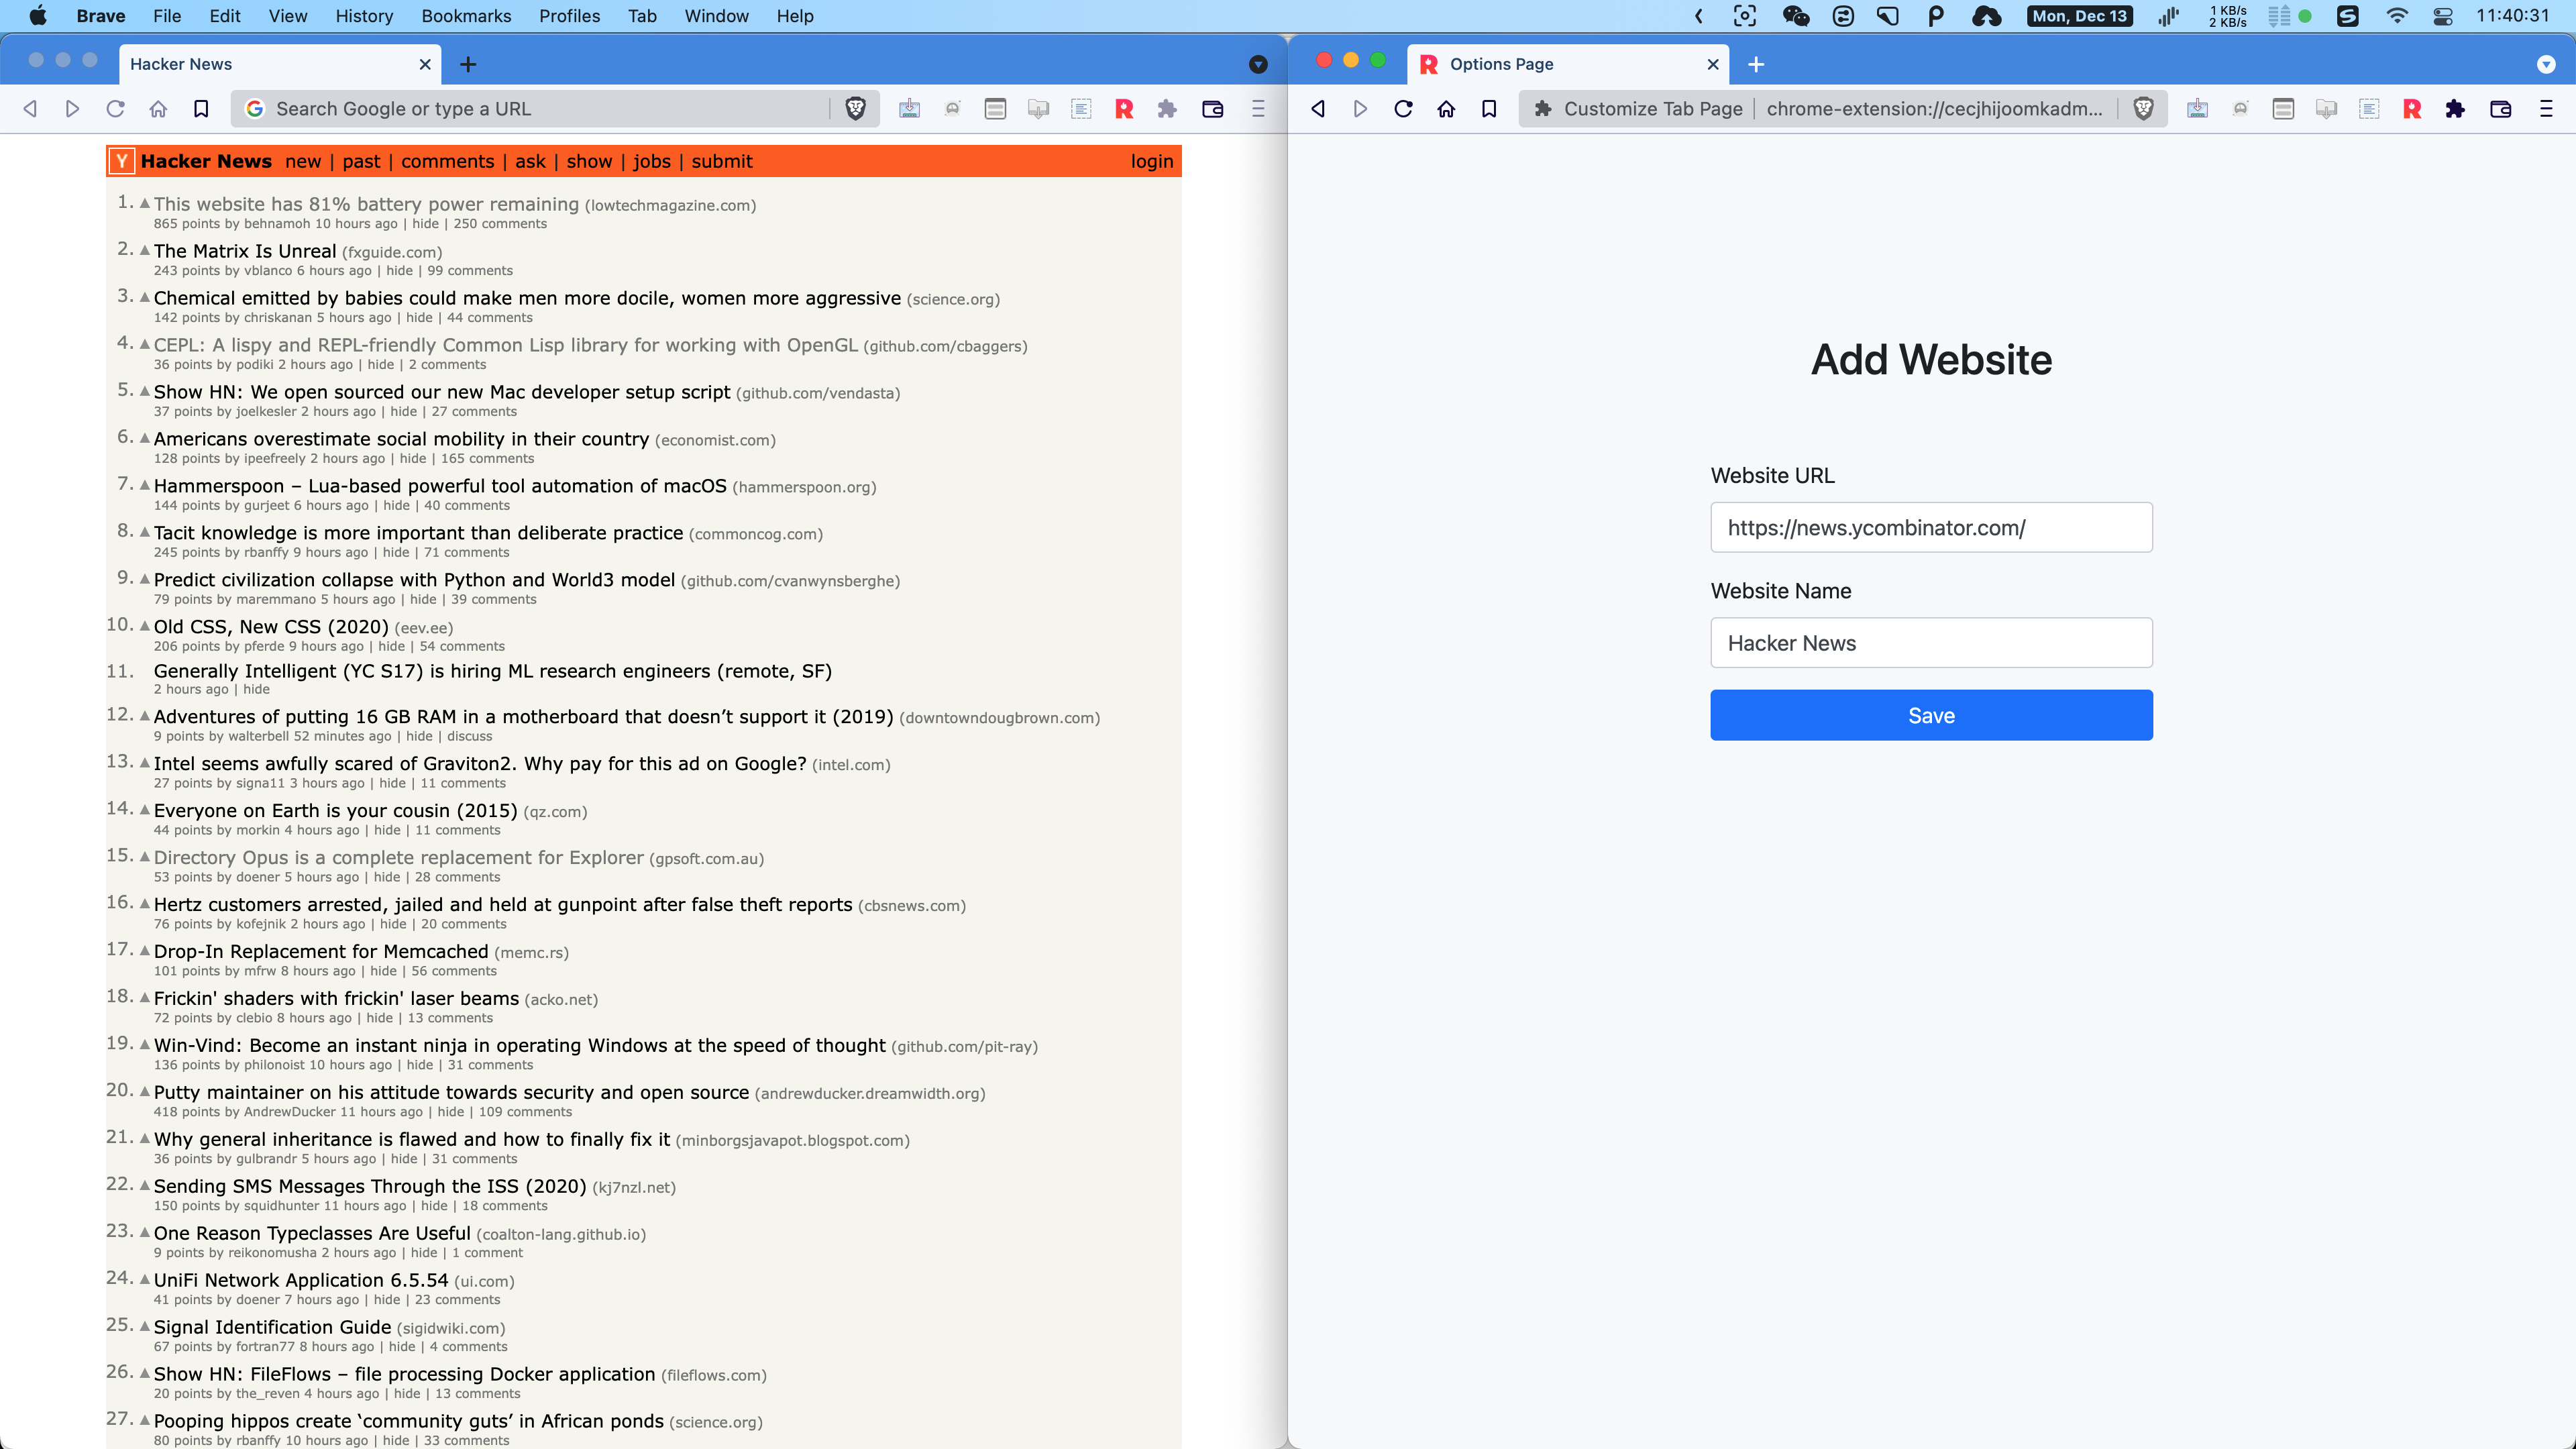 Brave File Edit View History Bookmarks Profiles Tab Window Help
Mon, Dec 13
1 KB/s
2 KB/s
11:40:31
Hacker News
Search Google or type a URL
Y Hacker News new | past | comments | ask | show | jobs | submit login
1. This website has 81% battery power remaining (lowtechmagazine.com)
865 points by behnamoh 10 hours ago | hide | 250 comments
2. The Matrix Is Unreal (fxguide.com)
243 points by vblanco 6 hours ago | hide | 99 comments
3. Chemical emitted by babies could make men more docile, women more aggressive (science.org)
142 points by chriskanan 5 hours ago | hide | 44 comments
4. CEPL: A lispy and REPL-friendly Common Lisp library for working with OpenGL (github.com/cbaggers)
36 points by podiki 2 hours ago | hide | 2 comments
5. Show HN: We open sourced our new Mac developer setup script (github.com/vendasta)
37 points by joelkesler 2 hours ago | hide | 27 comments
6. Americans overestimate social mobility in their country (economist.com)
128 points by ipeefreely 2 hours ago | hide | 165 comments
7. Hammerspoon – Lua-based powerful tool automation of macOS (hammerspoon.org)
144 points by gurjeet 6 hours ago | hide | 40 comments
8. Tacit knowledge is more important than deliberate practice (commoncog.com)
245 points by rbanffy 9 hours ago | hide | 71 comments
9. Predict civilization collapse with Python and World3 model (github.com/cvanwynsberghe)
79 points by maremmano 5 hours ago | hide | 39 comments
10. Old CSS, New CSS (2020) (eev.ee)
206 points by pferde 9 hours ago | hide | 54 comments
11. Generally Intelligent (YC S17) is hiring ML research engineers (remote, SF)
2 hours ago | hide
12. Adventures of putting 16 GB RAM in a motherboard that doesn’t support it (2019) (downtowndougbrown.com)
9 points by walterbell 52 minutes ago | hide | discuss
13. Intel seems awfully scared of Graviton2. Why pay for this ad on Google? (intel.com)
27 points by signa11 3 hours ago | hide | 11 comments
14. Everyone on Earth is your cousin (2015) (qz.com)
44 points by morkin 4 hours ago | hide | 11 comments
15. Directory Opus is a complete replacement for Explorer (gpsoft.com.au)
53 points by doener 5 hours ago | hide | 28 comments
16. Hertz customers arrested, jailed and held at gunpoint after false theft reports (cbsnews.com)
76 points by kofejnik 2 hours ago | hide | 20 comments
17. Drop-In Replacement for Memcached (memc.rs)
101 points by mfrw 8 hours ago | hide | 56 comments
18. Frickin' shaders with frickin' laser beams (acko.net)
72 points by clebio 8 hours ago | hide | 13 comments
19. Win-Vind: Become an instant ninja in operating Windows at the speed of thought (github.com/pit-ray)
136 points by philonoist 10 hours ago | hide | 31 comments
20. Putty maintainer on his attitude towards security and open source (andrewducker.dreamwidth.org)
418 points by AndrewDucker 11 hours ago | hide | 109 comments
21. Why general inheritance is flawed and how to finally fix it (minborgsjavapot.blogspot.com)
36 points by gulbrandr 5 hours ago | hide | 31 comments
22. Sending SMS Messages Through the ISS (2020) (kj7nzl.net)
150 points by squidhunter 11 hours ago | hide | 18 comments
23. One Reason Typeclasses Are Useful (coalton-lang.github.io)
9 points by reikonomusha 2 hours ago | hide | 1 comment
24. UniFi Network Application 6.5.54 (ui.com)
41 points by doener 7 hours ago | hide | 23 comments
25. Signal Identification Guide (sigidwiki.com)
67 points by fortran77 8 hours ago | hide | 4 comments
26. Show HN: FileFlows – file processing Docker application (fileflows.com)
20 points by the_reven 4 hours ago | hide | 13 comments
27. Pooping hippos create ‘community guts’ in African ponds (science.org)
80 points by rbanffy 10 hours ago | hide | 33 comments
Options Page
Customize Tab Page | chrome-extension://cecjhijoomkadm...
Add Website
Website URL
https://news.ycombinator.com/
Website Name
Hacker News
Save